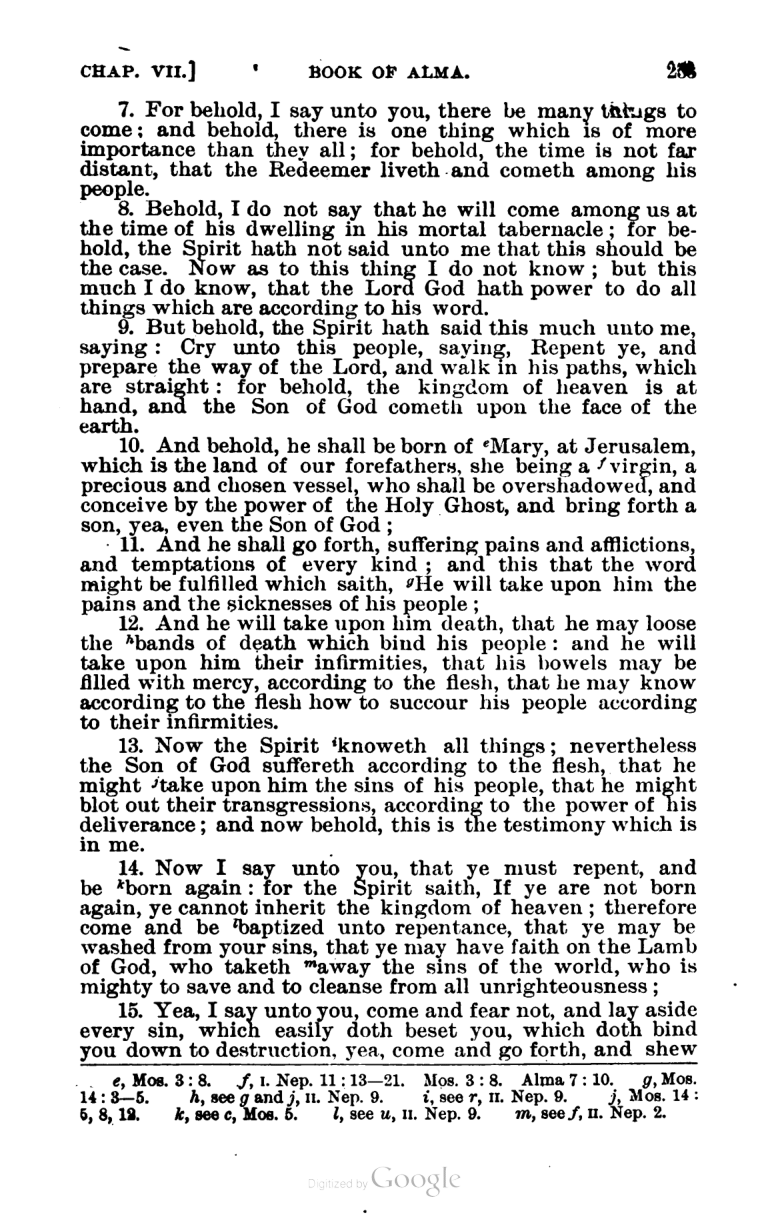 CHAP. VII.] BOOK OF ALMA.
7. For behold, I say unto you, there be many things to
come; and behold, there is one thing which is of more
importance than they all; for behold, the time is not far
distant, that the Redeemer liveth and cometh among his
people.
8. Behold, I do not say that he will come among us at
the time of his dwelling in his mortal tabernacle; for be-
hold, the Spirit hath not said unto me that this should be
the case. Now as to this thing I do not know; but this
much I do know, that the Lord God hath power to do all
things which are according to his word.
9. But behold, the Spirit hath said this much unto me,
saying: Cry unto this people, saying, Repent ye, and
prepare the way of the Lord, and walk in his paths, which
are straight: for behold, the kingdom of heaven is at
hand, and the Son of God cometh upon the face of the
earth.
10. And behold, he shall be born of ᵉMary, at Jerusalem,
which is the land of our forefathers, she being a ᶠvirgin, a
precious and chosen vessel, who shall be overshadowed, and
conceive by the power of the Holy Ghost, and bring forth a
son, yea, even the Son of God;
11. And he shall go forth, suffering pains and afflictions,
and temptations of every kind; and this that the word
might be fulfilled which saith, ᵍHe will take upon him the
pains and the sicknesses of his people;
12. And he will take upon him death, that he may loose
the ʰbands of death which bind his people: and he will
take upon him their infirmities, that his bowels may be
filled with mercy, according to the flesh, that he may know
according to the flesh how to succour his people according
to their infirmities.
13. Now the Spirit ⁱknoweth all things; nevertheless
the Son of God suffereth according to the flesh, that he
might ʲtake upon him the sins of his people, that he might
blot out their transgressions, according to the power of his
deliverance; and now behold, this is the testimony which is
in me.
14. Now I say unto you, that ye must repent, and
be ᵏborn again: for the Spirit saith, If ye are not born
again, ye cannot inherit the kingdom of heaven; therefore
come and be ˡbaptized unto repentance, that ye may be
washed from your sins, that ye may have faith on the Lamb
of God, who taketh ᵐaway the sins of the world, who is
mighty to save and to cleanse from all unrighteousness;
15. Yea, I say unto you, come and fear not, and lay aside
every sin, which easily doth beset you, which doth bind
you down to destruction, yea, come and go forth, and shew
e, Mos. 3:8. f, I. Nep. 11:13—21. Mos. 3:8. Alma 7:10. g, Mos.
14:3—5. h, see g and j, II. Nep. 9. i, see r, II. Nep. 9. j, Mos. 14:
5, 8, 12. k, see c, Mos. 5. l, see u, II. Nep. 9. m, see f, II. Nep. 2.
Digitized by Google